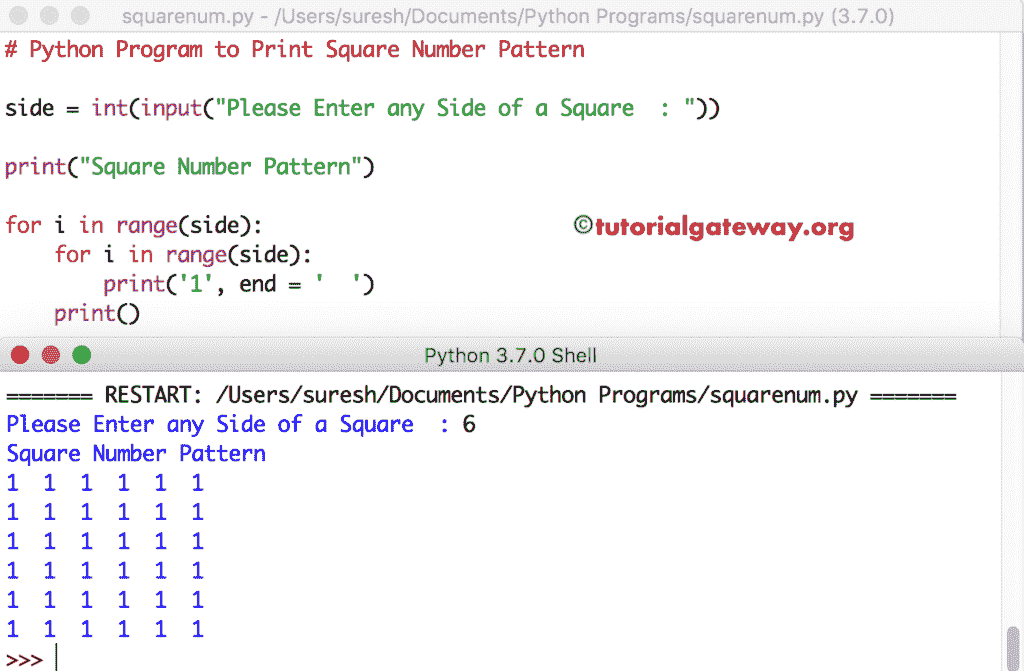 squarenum.py - /Users/suresh/Documents/Python Programs/squarenum.py (3.7.0)
# Python Program to Print Square Number Pattern
side = int(input("Please Enter any Side of a Square  : "))
print("Square Number Pattern")
for i in range(side):
    for i in range(side):
        print('1', end = '  ')
    print()
©tutorialgateway.org
Python 3.7.0 Shell
======= RESTART: /Users/suresh/Documents/Python Programs/squarenum.py =======
Please Enter any Side of a Square  : 6
Square Number Pattern
1  1  1  1  1  1
1  1  1  1  1  1
1  1  1  1  1  1
1  1  1  1  1  1
1  1  1  1  1  1
1  1  1  1  1  1
>>>